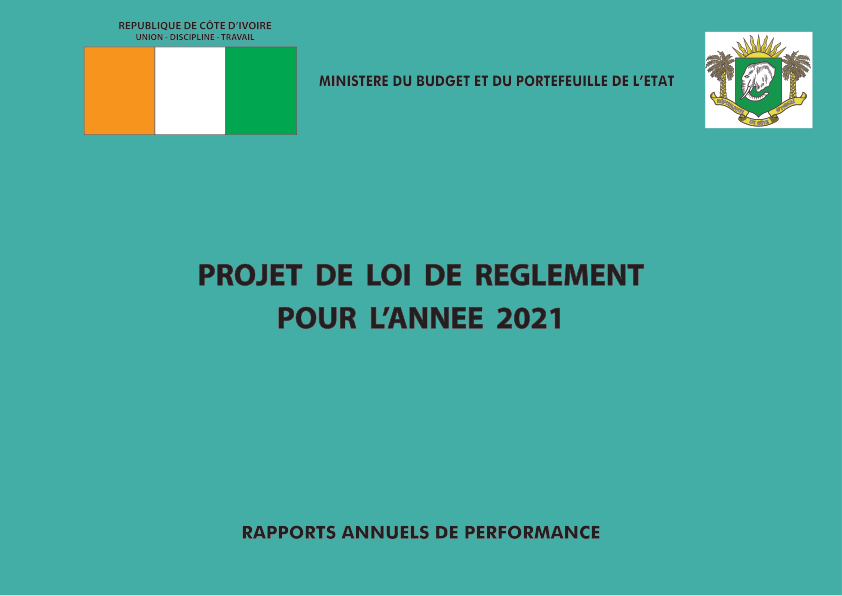 REPUBLIQUE DE CÔTE D'IVOIRE
UNION - DISCIPLINE - TRAVAIL
MINISTERE DU BUDGET ET DU PORTEFEUILLE DE L'ETAT
PROJET DE LOI DE REGLEMENT
POUR L'ANNEE 2021
RAPPORTS ANNUELS DE PERFORMANCE